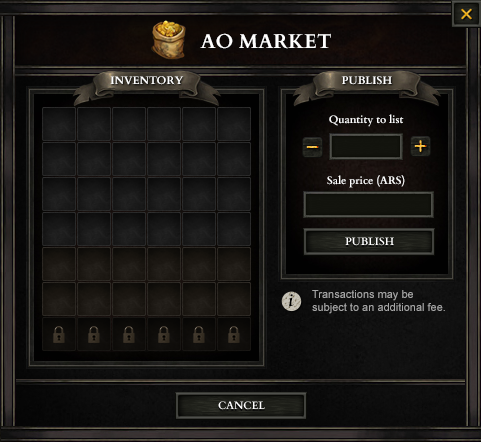 AO MARKET
INVENTORY
PUBLISH
Quantity to list
Sale price (ARS)
PUBLISH
Transactions may be
subject to an additional fee.
CANCEL